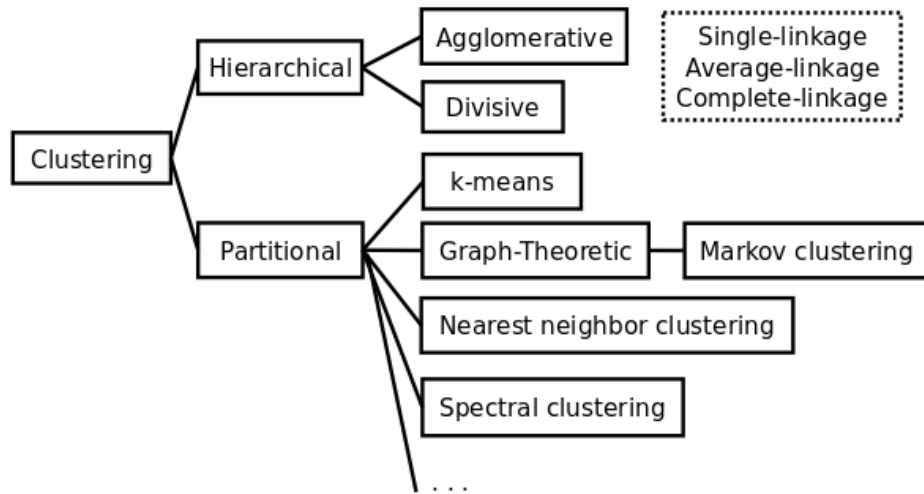 Agglomerative
Single-linkage
Hierarchical
Average-linkage
Complete-linkage
Divisive
Clustering
k-means
Partitional
Graph-Theoretic
Markov clustering
Nearest neighbor clustering
Spectral clustering
...